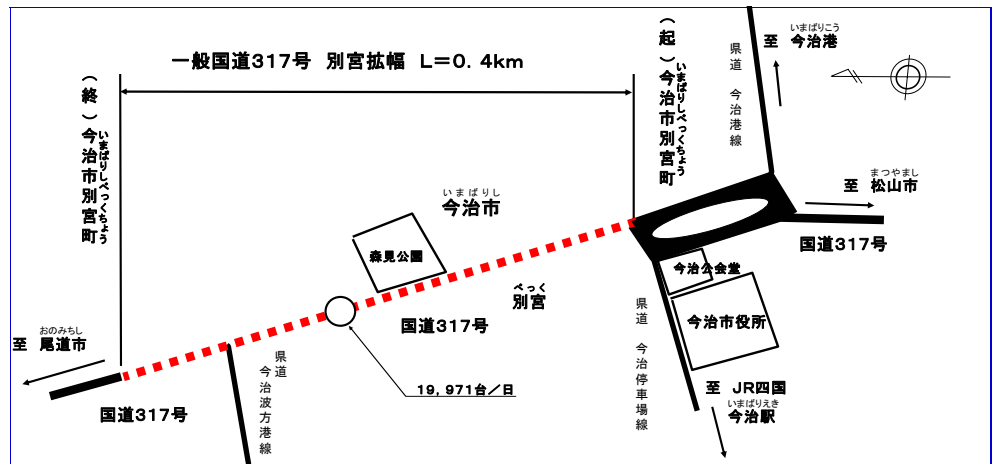 一般国道317号 別宮拡幅 L=0.4km
(終)今治市別宮町
いまばりしべっくちょう
(起)今治市別宮町
いまばりしべっくちょう
県道 今治港線
いまばりこう
至 今治港
まつやまし
至 松山市
国道317号
いまばりし
今治市
森見公園
今治公会堂
べっく
別宮
国道317号
今治市役所
おのみちし
至 尾道市
県道 今治波方港線
県道 今治停車場線
19,971台/日
国道317号
至 JR四国
いまばりえき
今治駅